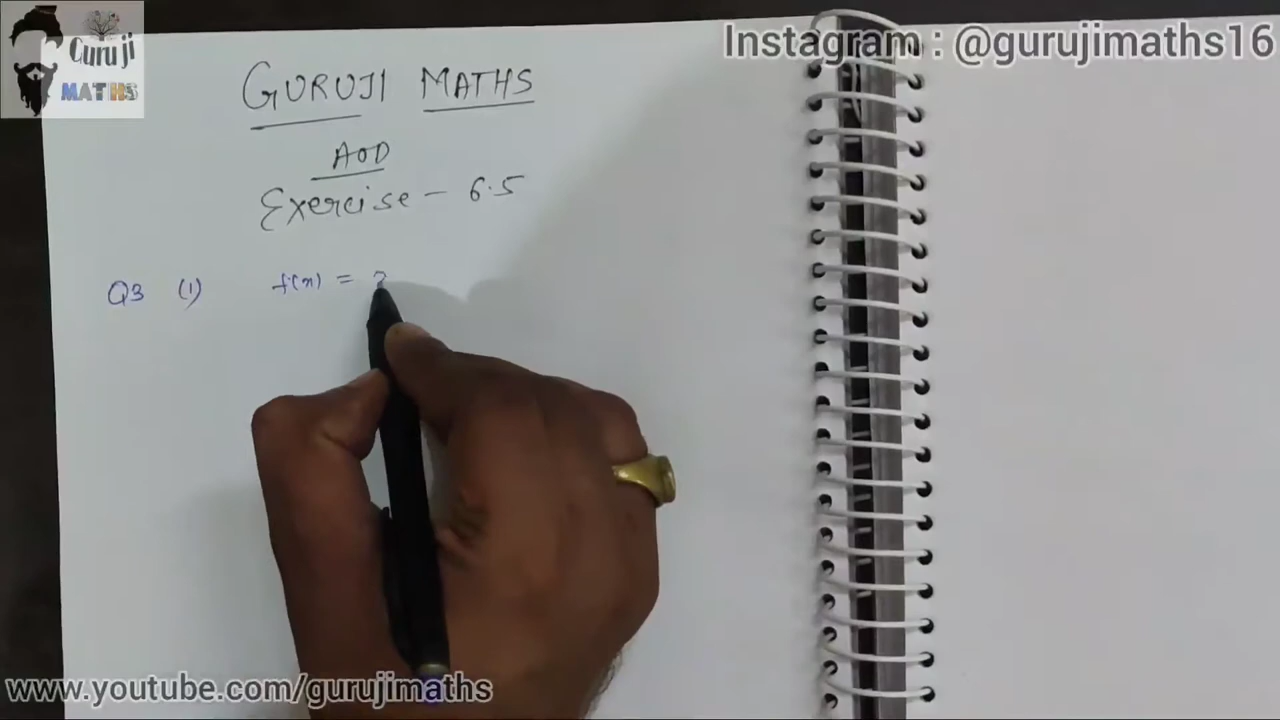 Guru ji
MATHS
Instagram : @gurujimaths16
GURUJI MATHS
AOD
Exercise - 6.5
Q3 (1) f(x) =
www.youtube.com/gurujimaths